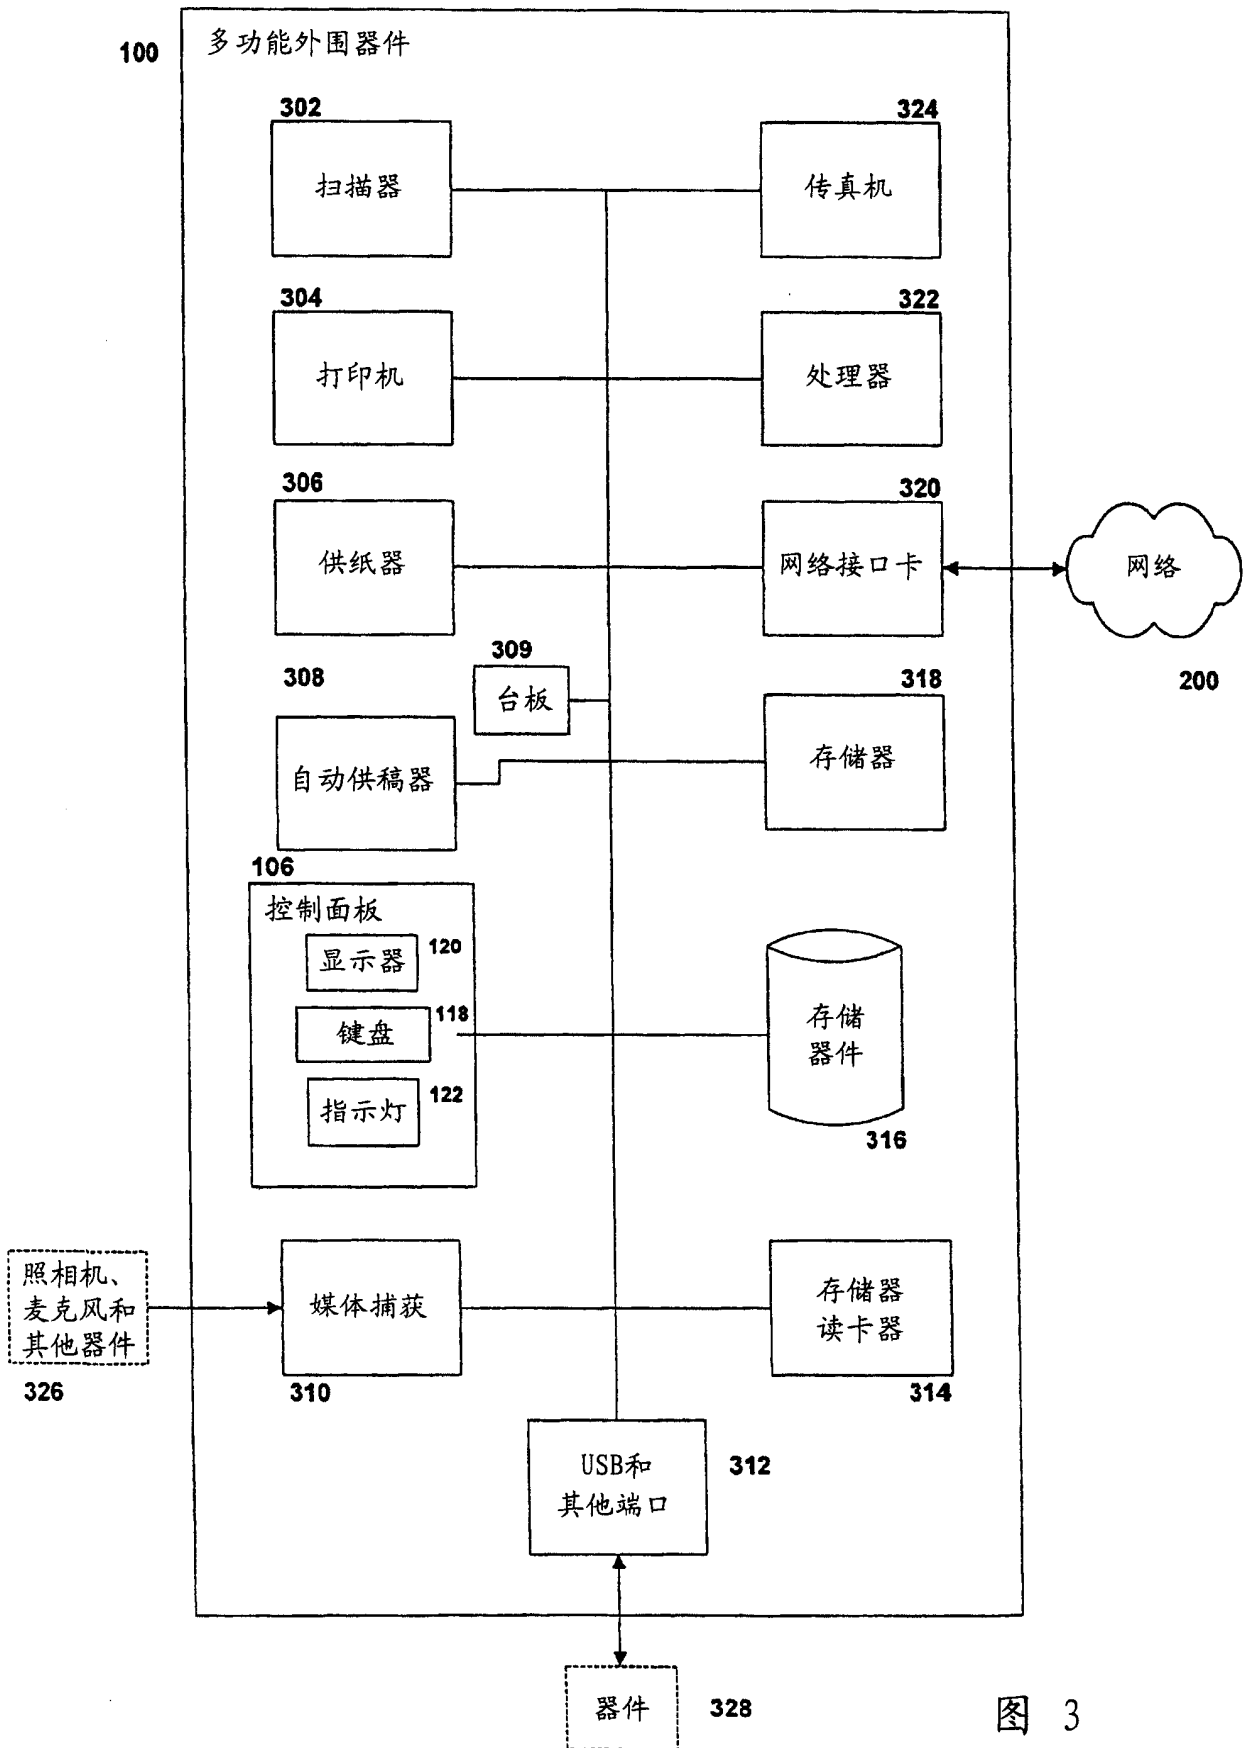 100
多功能外围器件
302
扫描器
324
传真机
304
打印机
322
处理器
306
供纸器
320
网络接口卡
网络
200
309
台板
308
自动供稿器
318
存储器
106
控制面板
显示器
120
键盘
118
指示灯
122
存储
器件
316
照相机、
麦克风和
其他器件
326
媒体捕获
310
存储器
读卡器
314
USB和
其他端口
312
器件
328
图 3